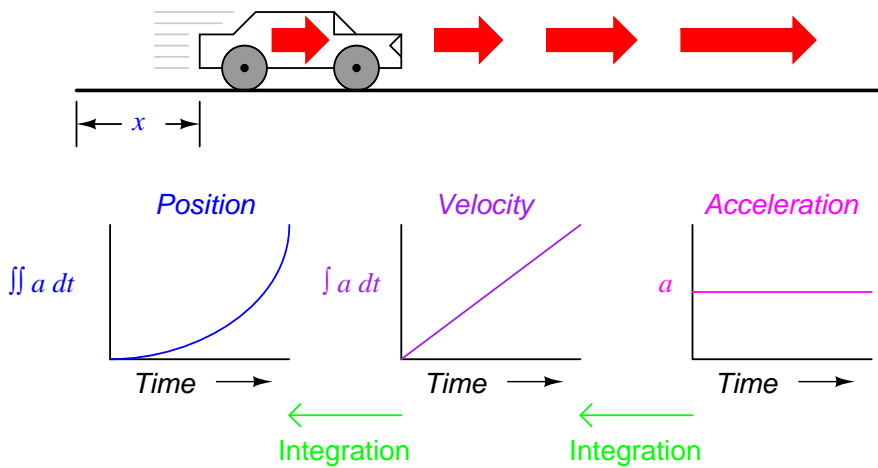 x
Position
Velocity
Acceleration
∬ a dt
∫ a dt
a
Time
Time
Time
Integration
Integration